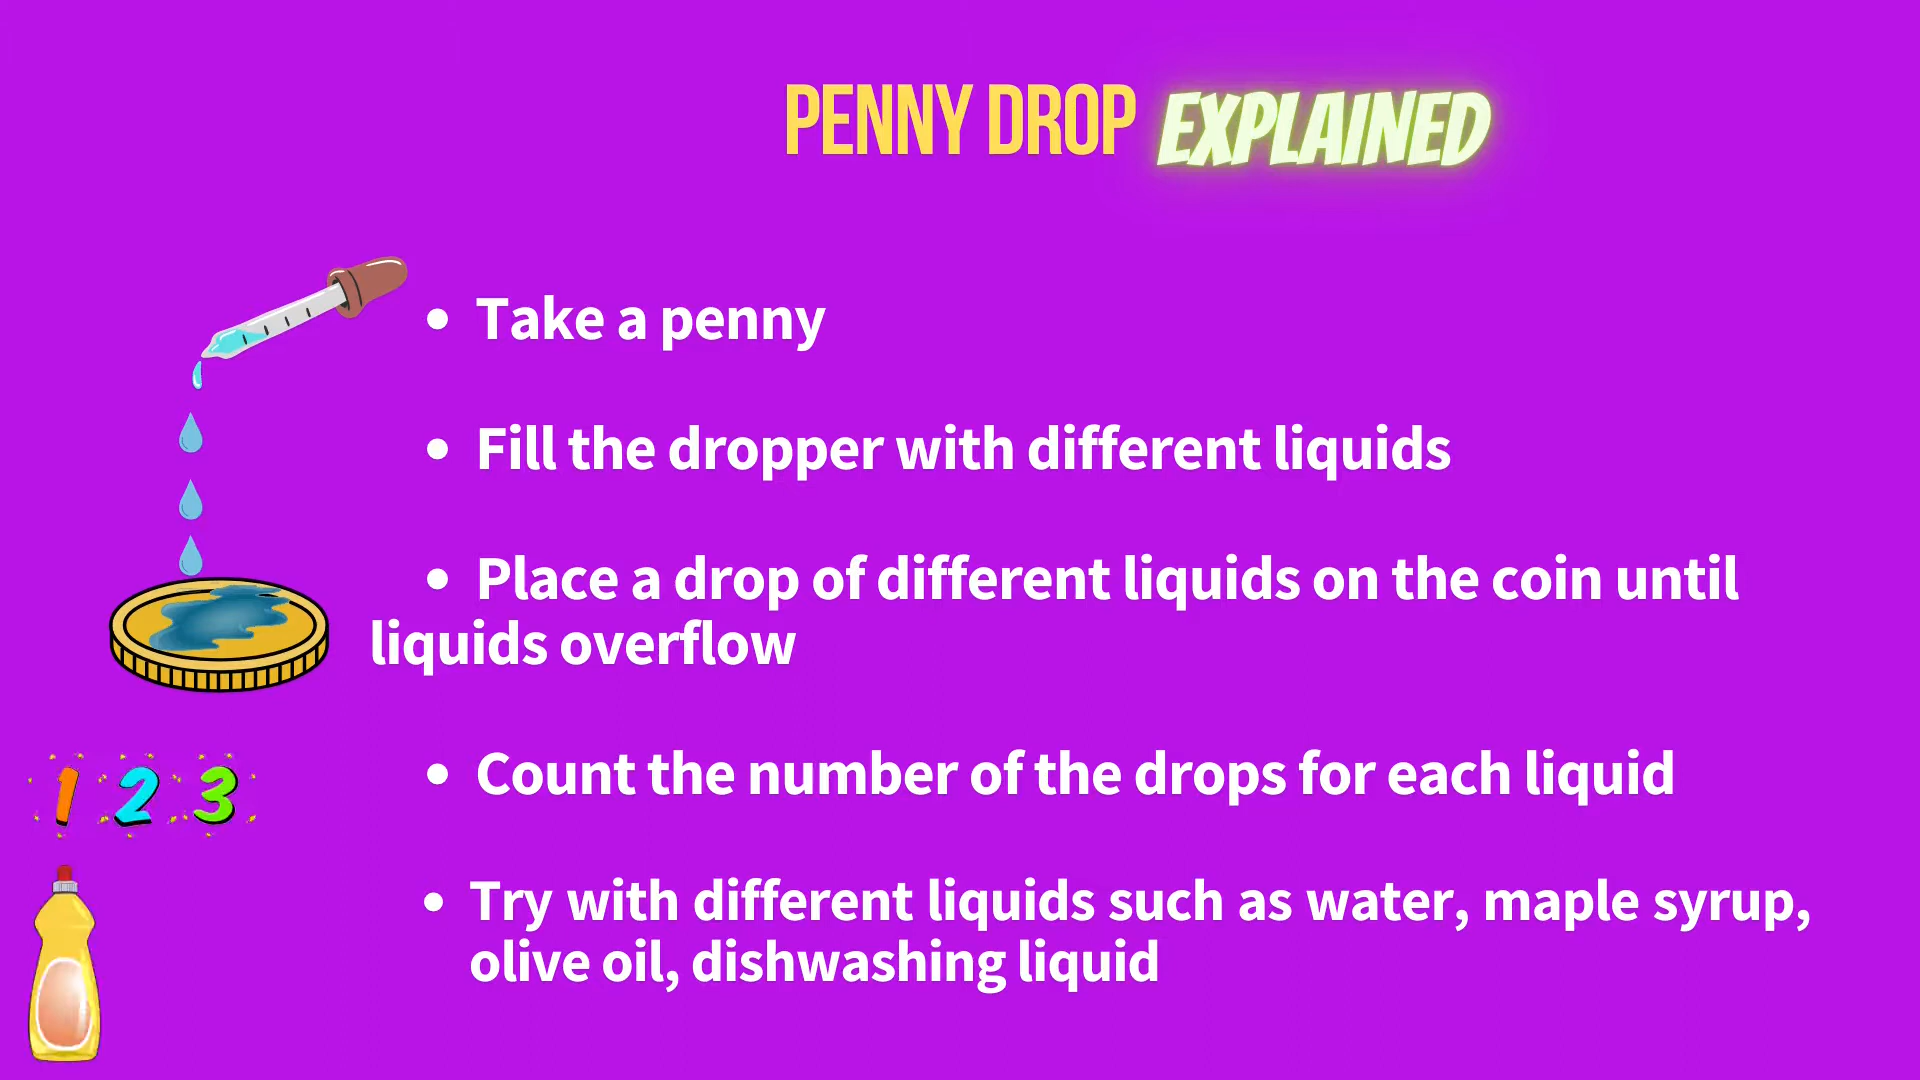 PENNY DROP EXPLAINED
• Take a penny
• Fill the dropper with different liquids
• Place a drop of different liquids on the coin until
liquids overflow
1 2 3
• Count the number of the drops for each liquid
• Try with different liquids such as water, maple syrup,
olive oil, dishwashing liquid